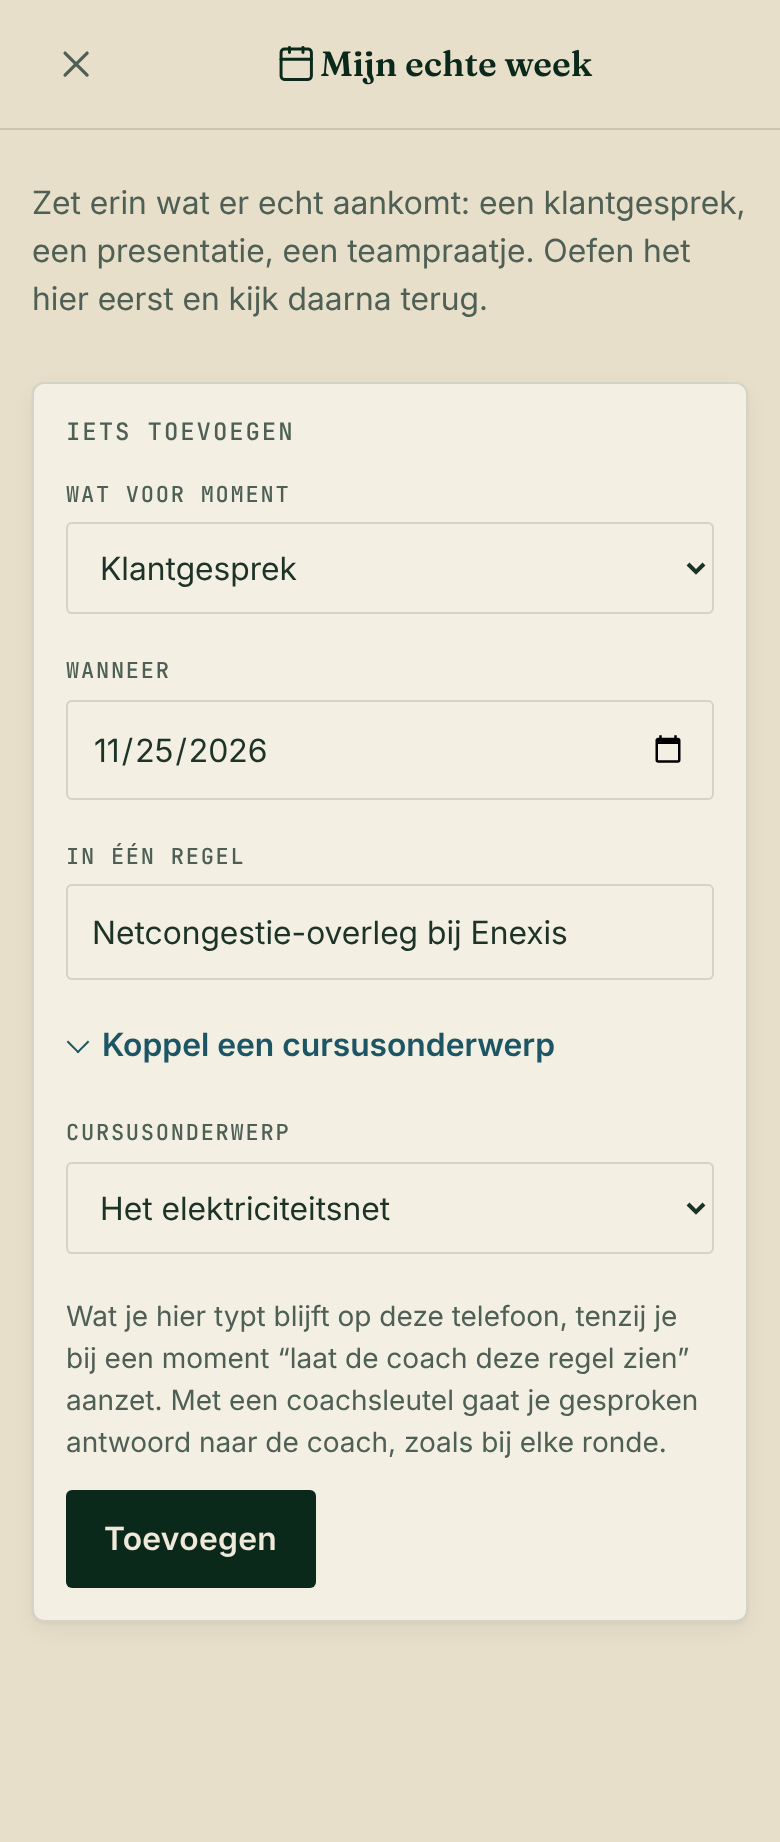 Mijn echte week
Zet erin wat er echt aankomt: een klantgesprek,
een presentatie, een teampraatje. Oefen het
hier eerst en kijk daarna terug.
IETS TOEVOEGEN
WAT VOOR MOMENT
Klantgesprek
WANNEER
11/25/2026
IN ÉÉN REGEL
Netcongestie-overleg bij Enexis
Koppel een cursusonderwerp
CURSUSONDERWERP
Het elektriciteitsnet
Wat je hier typt blijft op deze telefoon, tenzij je
bij een moment “laat de coach deze regel zien”
aanzet. Met een coachsleutel gaat je gesproken
antwoord naar de coach, zoals bij elke ronde.
Toevoegen